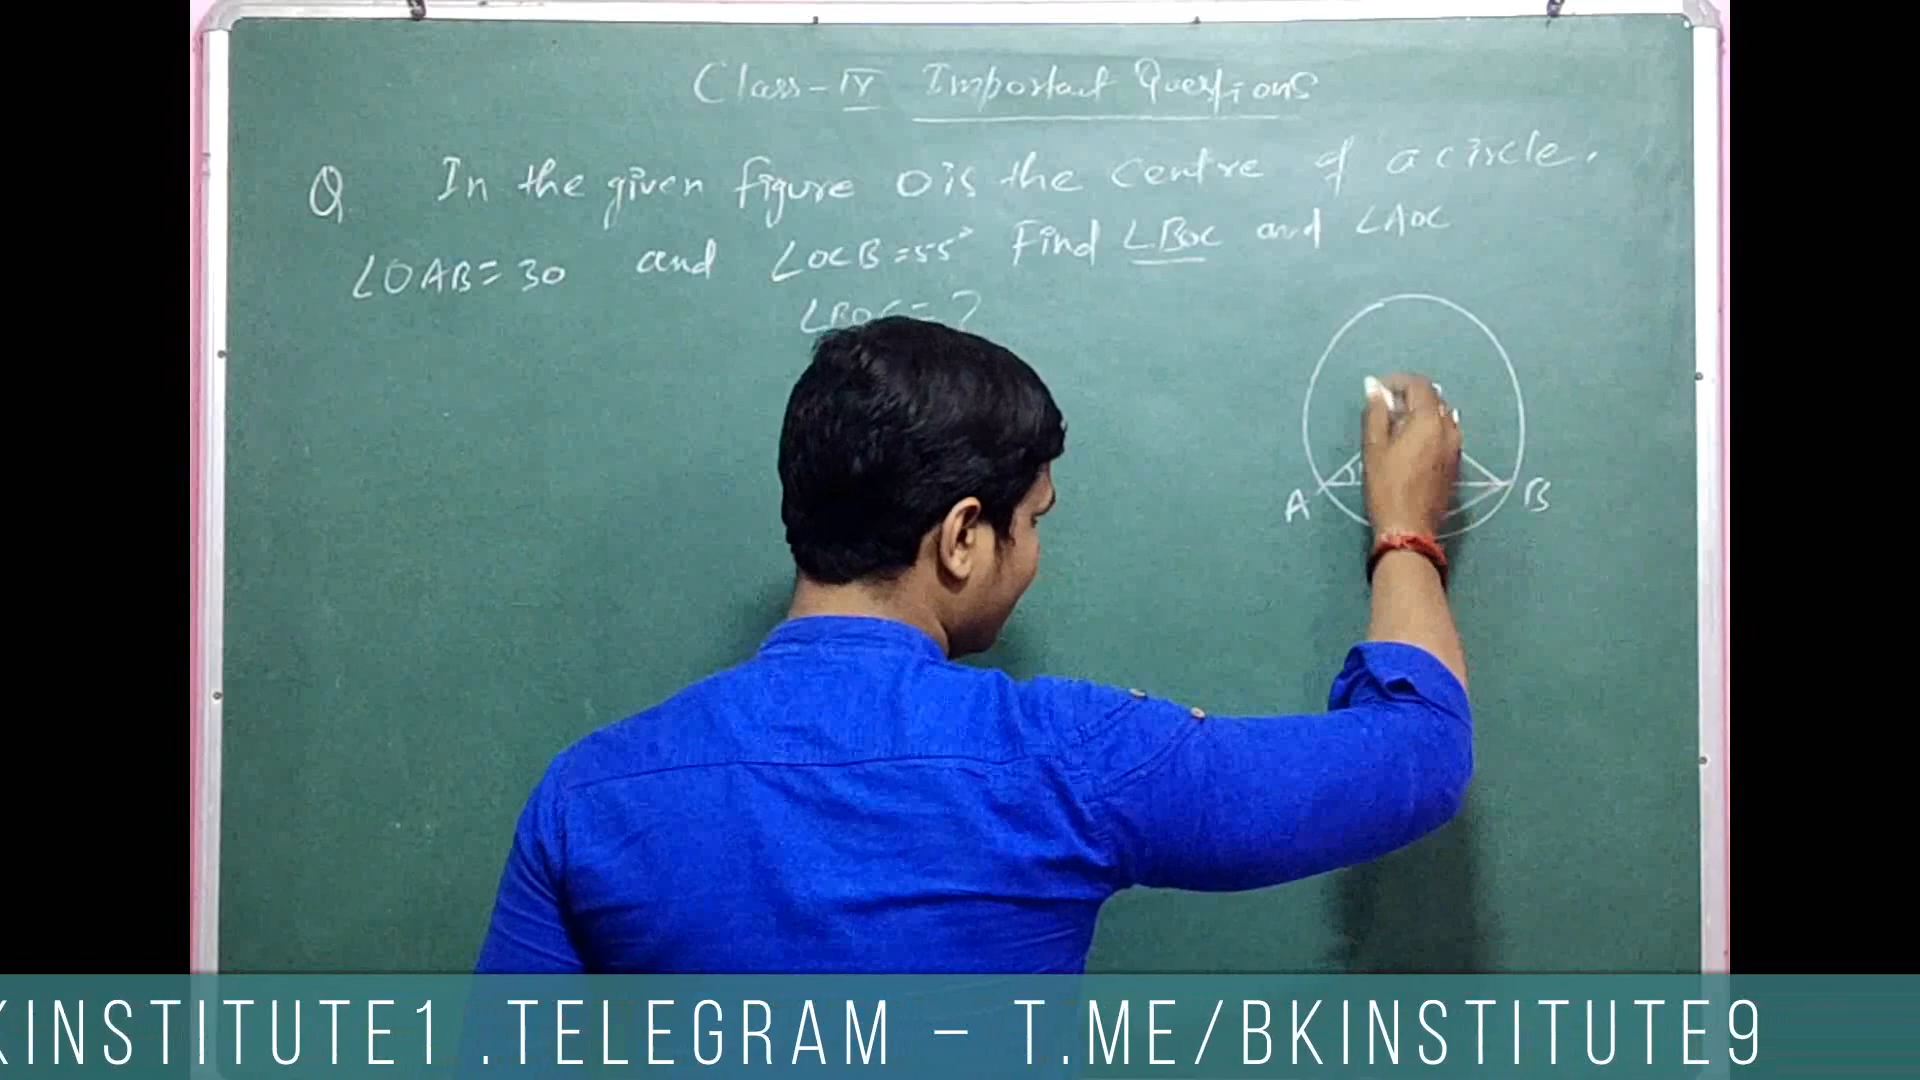 Class-IX Important Questions
Q. In the given figure O is the centre of a circle.
∠OAB=30 and ∠OCB=55° Find ∠BOC and ∠AOC
∠BOC=?
A
B
KINSTITUTE1 .TELEGRAM – T.ME/BKINSTITUTE9